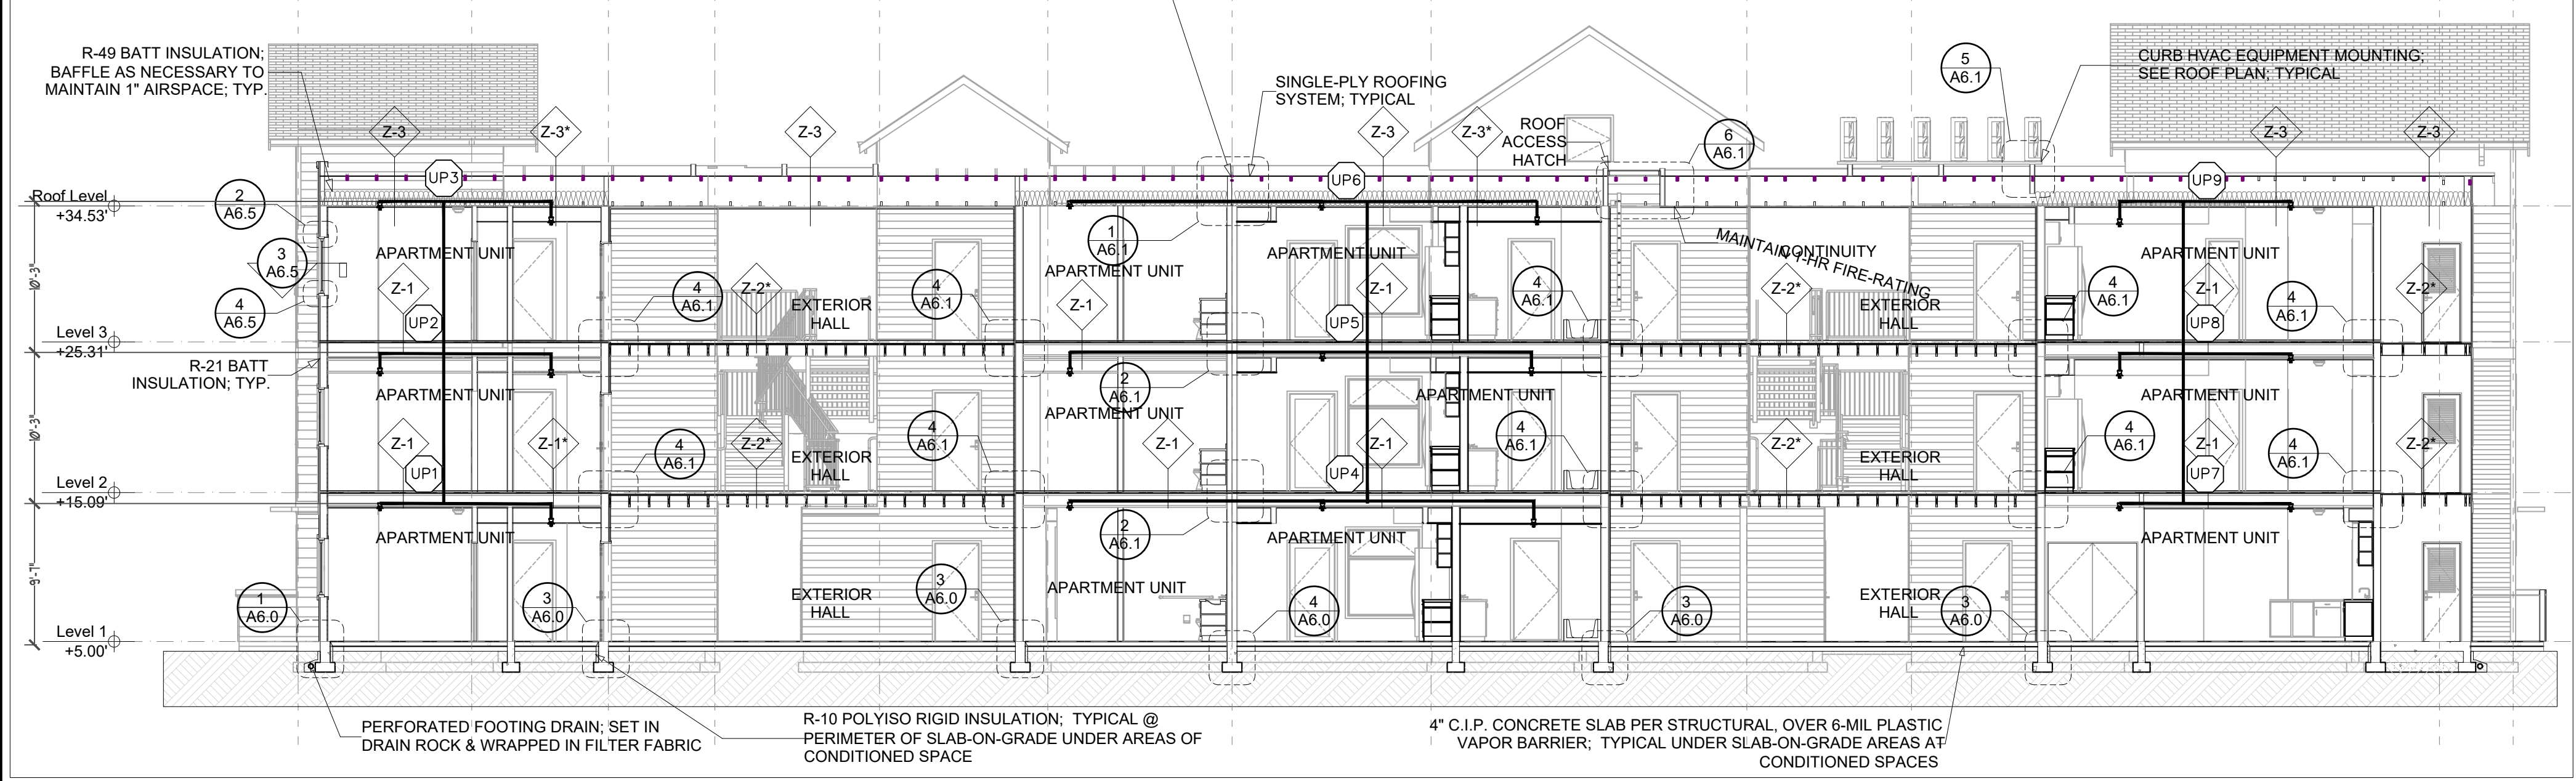 R-49 BATT INSULATION;
BAFFLE AS NECESSARY TO
MAINTAIN 1" AIRSPACE; TYP.
SINGLE-PLY ROOFING
SYSTEM; TYPICAL
5
A6.1
CURB HVAC EQUIPMENT MOUNTING;
SEE ROOF PLAN; TYPICAL
Z-3
Z-3*
Z-3
Z-3
Z-3*
ROOF
ACCESS
HATCH
6
A6.1
Z-3
Z-3
UP3
UP6
UP9
Roof Level
+34.53'
2
A6.5
3
A6.5
4
A6.5
10'-3"
APARTMENT UNIT
Z-1
UP2
4
A6.1
Z-2*
EXTERIOR
HALL
4
A6.1
1
A6.1
APARTMENT UNIT
Z-1
APARTMENT UNIT
Z-1
UP5
4
A6.1
MAINTAIN 1-HR FIRE-RATING
CONTINUITY
Z-2*
EXTERIOR
HALL
4
A6.1
APARTMENT UNIT
Z-1
UP8
4
A6.1
Z-2*
Level 3
+25.31'
R-21 BATT
INSULATION; TYP.
10'-3"
APARTMENT UNIT
Z-1
UP1
Z-1*
4
A6.1
Z-2*
EXTERIOR
HALL
4
A6.1
2
A6.1
APARTMENT UNIT
Z-1
UP4
Z-1
APARTMENT UNIT
4
A6.1
Z-2*
EXTERIOR
HALL
4
A6.1
APARTMENT UNIT
Z-1
UP7
4
A6.1
Z-2*
Level 2
+15.09'
9'-7"
APARTMENT UNIT
EXTERIOR
HALL
2
A6.1
APARTMENT UNIT
APARTMENT UNIT
EXTERIOR
HALL
APARTMENT UNIT
1
A6.0
3
A6.0
3
A6.0
4
A6.0
3
A6.0
3
A6.0
Level 1
+5.00'
PERFORATED FOOTING DRAIN; SET IN
DRAIN ROCK & WRAPPED IN FILTER FABRIC
R-10 POLYISO RIGID INSULATION; TYPICAL @
PERIMETER OF SLAB-ON-GRADE UNDER AREAS OF
CONDITIONED SPACE
4" C.I.P. CONCRETE SLAB PER STRUCTURAL, OVER 6-MIL PLASTIC
VAPOR BARRIER; TYPICAL UNDER SLAB-ON-GRADE AREAS AT
CONDITIONED SPACES